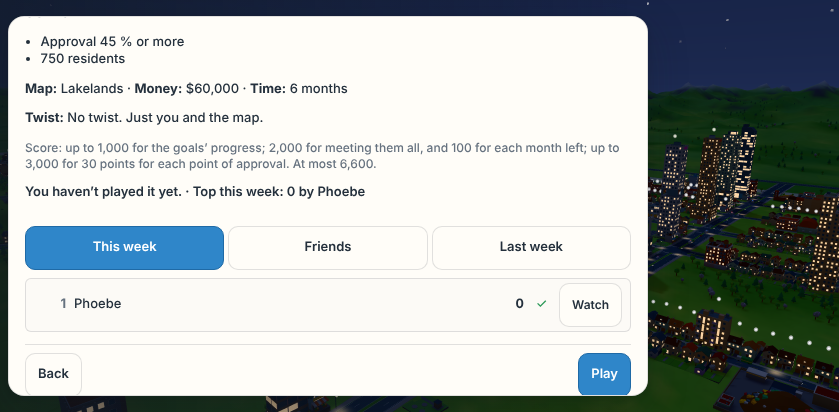 • Approval 45 % or more
• 750 residents
Map: Lakelands · Money: $60,000 · Time: 6 months
Twist: No twist. Just you and the map.
Score: up to 1,000 for the goals’ progress; 2,000 for meeting them all, and 100 for each month left; up to
3,000 for 30 points for each point of approval. At most 6,600.
You haven’t played it yet. · Top this week: 0 by Phoebe
This week Friends Last week
1 Phoebe 0 ✓ Watch
Back Play